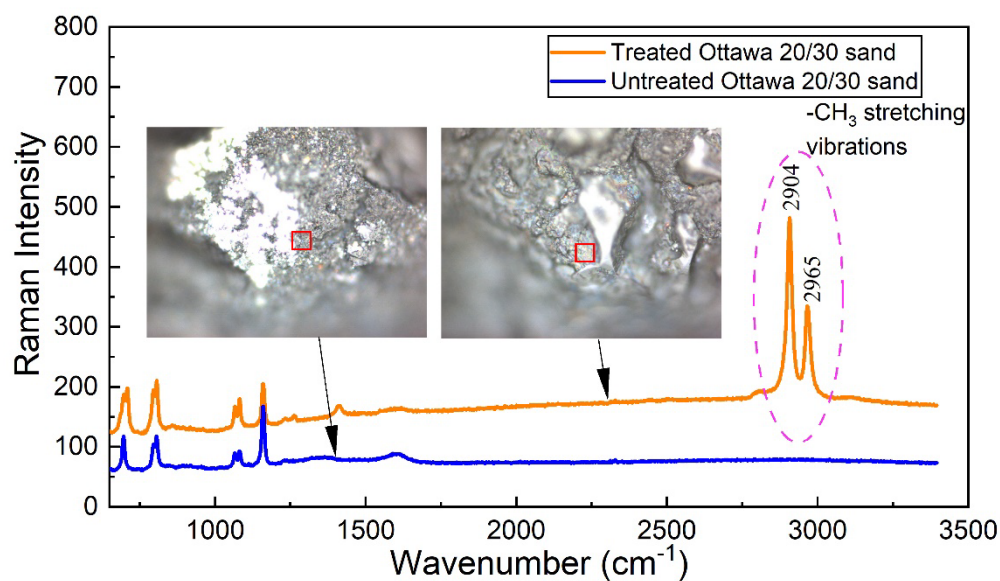 800
700
600
500
400
300
200
100
0
Raman Intensity
Treated Ottawa 20/30 sand
Untreated Ottawa 20/30 sand
-CH₃ stretching
vibrations
2904
2965
1000
1500
2000
2500
3000
3500
Wavenumber (cm⁻¹)